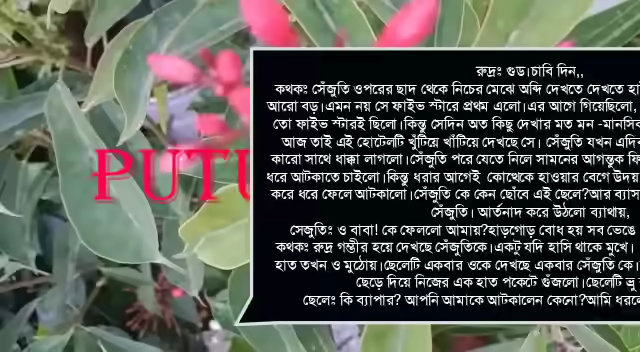 রুদ্রঃ গুড।চাবি দিন,,
কথকঃ সেঁজুতি ওপরের ছাদ থেকে নিচের মেঝে অব্দি দেখতে দেখতে
আরো বড়।এমন নয় সে ফাইভ স্টারে প্রথম এলো।এর আগে গিয়েছিলো,
তো ফাইভ স্টারই ছিলো।কিন্তু সেদিন অত কিছু দেখার মত মন -মানসিক
আজ তাই এই হোটেলটি খুঁটিয়ে খাঁটিয়ে দেখছে সে। সেঁজুতি যখন
কারো সাথে ধাক্কা লাগলো।সেঁজুতি পরে যেতে নিলে সামনের আগন্তুক
ধরে আটকাতে চাইলো।কিন্তু ধরার আগেই কোত্থেকে হাওয়ার বেগে উদয়
করে ধরে ফেলে আটকালো।সেঁজুতি কে কেন ছোঁবে এই ছেলে?আর
সেঁজুতি। আর্তনাদ করে উঠলো ব্যাথায়,
সেজুতিঃ ও বাবা! কে ফেললো আমায়?হাড়গোড় বোধ হয় সব ভেঙে
কথকঃ রুদ্র গম্ভীর হয়ে দেখছে সেঁজুতিকে।একটু যদি হাসি থাকে মুখে।
হাত তখন ও মুঠোয়।ছেলেটি একবার ওকে দেখছে একবার সেঁজুতি কে।
ছেড়ে দিয়ে নিজের এক হাত পকেটে গুঁজলো।ছেলেটি ভ্রু
ছেলেঃ কি ব্যাপার? আপনি আমাকে আটকালেন কেনো?আমি
PUTU